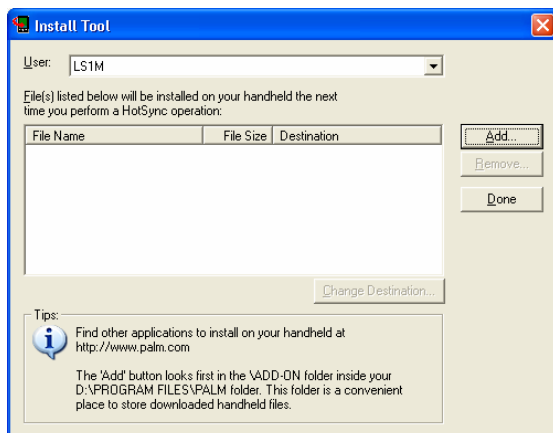 Install Tool
User: LS1M
File(s) listed below will be installed on your handheld the next
time you perform a HotSync operation:
File Name File Size Destination
Add...
Remove...
Done
Change Destination...
Tips:
Find other applications to install on your handheld at
http://www.palm.com
The 'Add' button looks first in the \ADD-ON folder inside your
D:\PROGRAM FILES\PALM folder. This folder is a convenient
place to store downloaded handheld files.